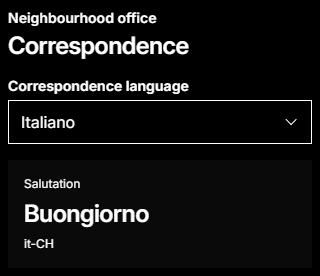 Neighbourhood office
Correspondence
Correspondence language
Italiano
Salutation
Buongiorno
it-CH